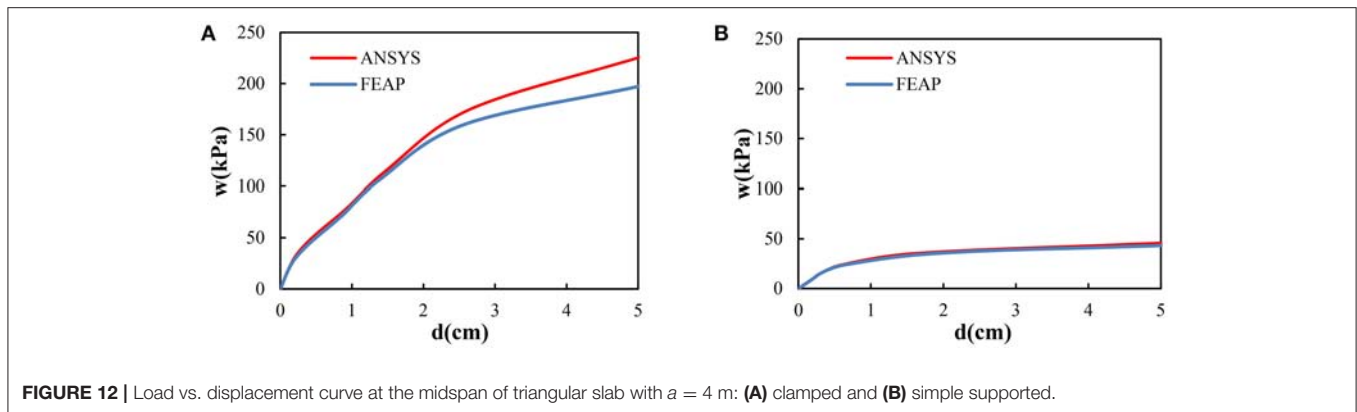 A
250
200
150
100
50
0
w(kPa)
ANSYS
FEAP
0 1 2 3 4 5
d(cm)
B
250
200
150
100
50
0
w(kPa)
ANSYS
FEAP
0 1 2 3 4 5
d(cm)
FIGURE 12 | Load vs. displacement curve at the midspan of triangular slab with a = 4 m: (A) clamped and (B) simple supported.